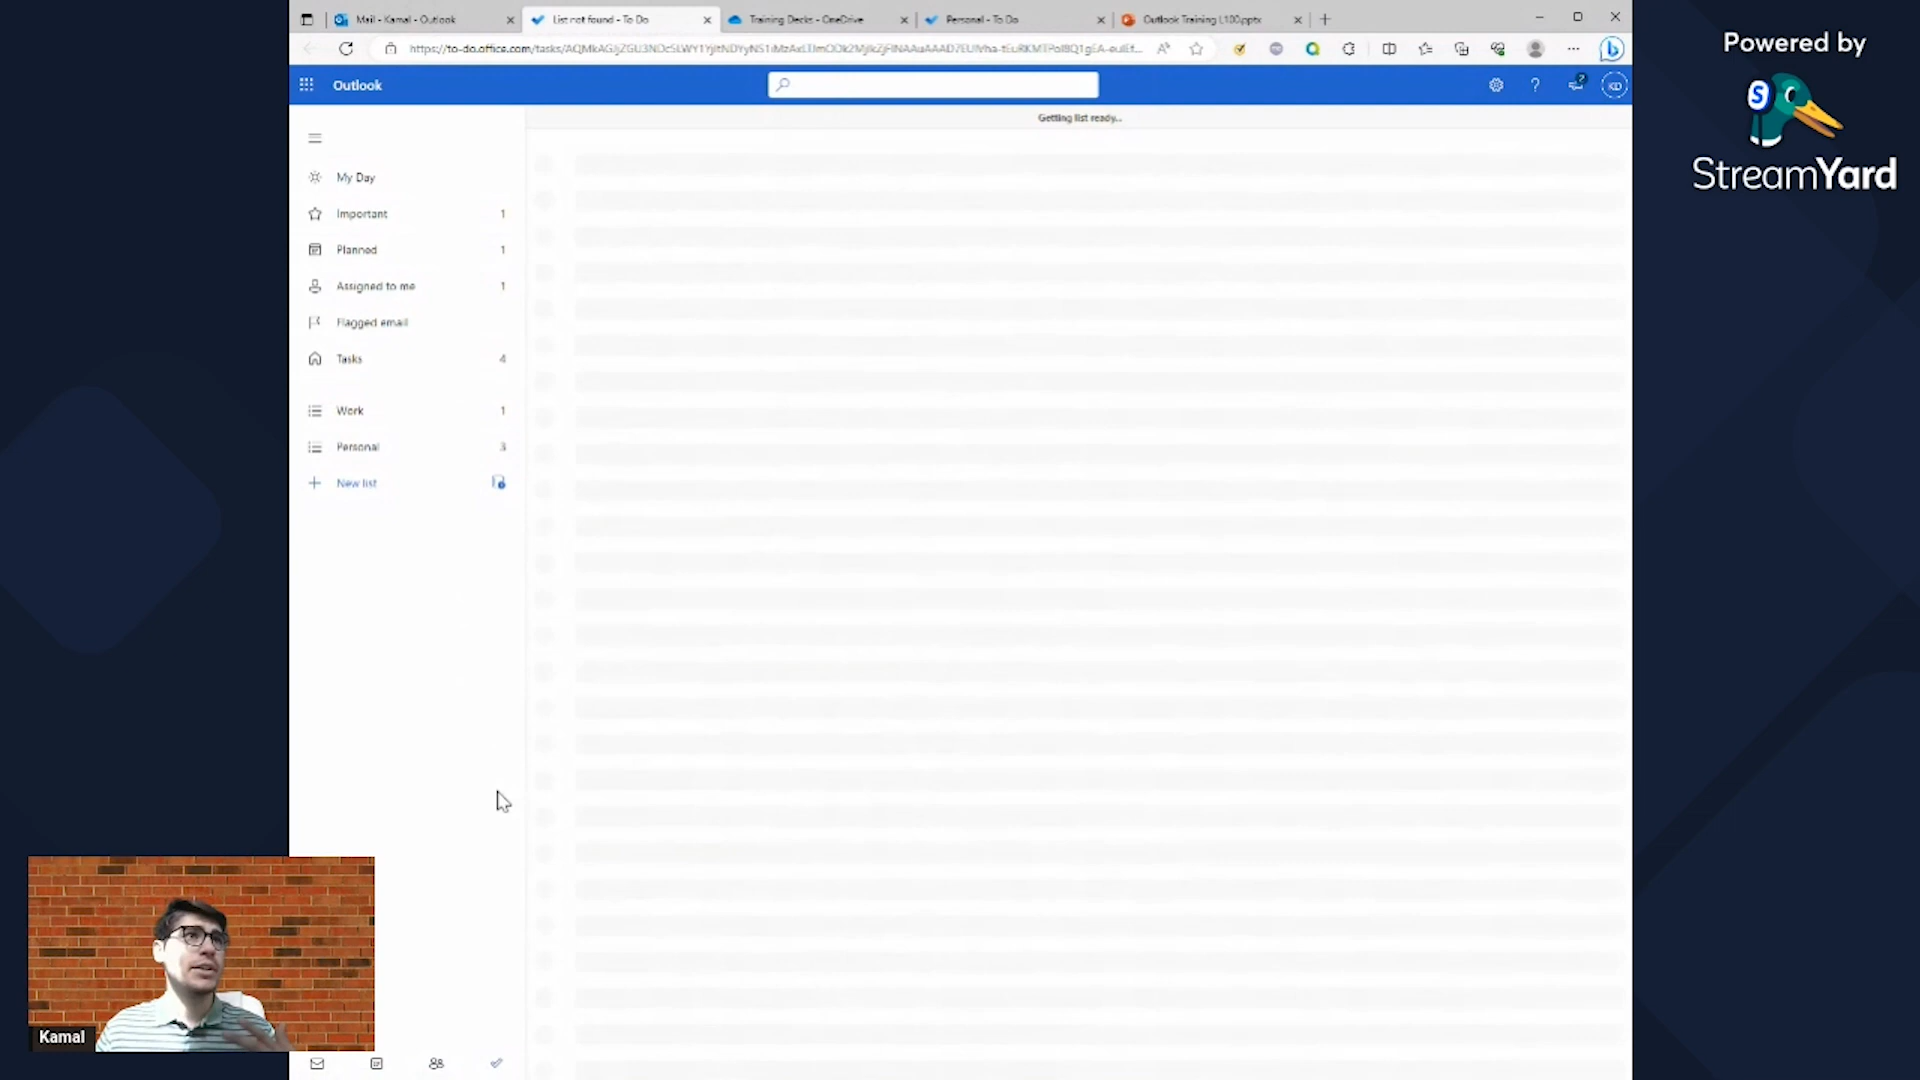 Mail - Kamal - Outlook
List not found - To Do
Training Decks - OneDrive
Personal - To Do
Outlook Training L100.pptx
Powered by
StreamYard
Outlook
?
KD
Getting list ready...
My Day
Important 1
Planned 1
Assigned to me 1
Flagged email
Tasks 4
Work 1
Personal 3
New list
Kamal